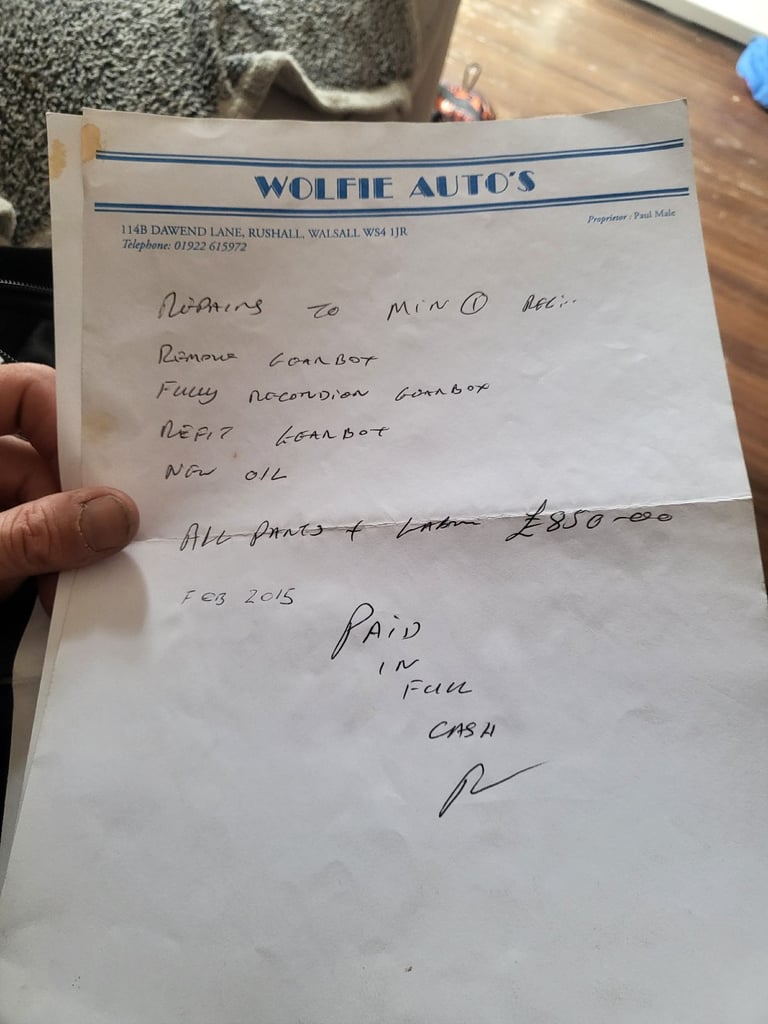 WOLFIE AUTO'S
Proprietor : Paul Male
114B DAWEND LANE, RUSHALL, WALSALL WS4 1JR
Telephone: 01922 615972
REPAIRS TO MINI
REMOVE GEARBOX
FULLY RECONDION GEARBOX
REFIT GEARBOX
NEW OIL
ALL PARTS + LABOUR £850-00
FEB 2015
PAID
IN
FULL
CASH